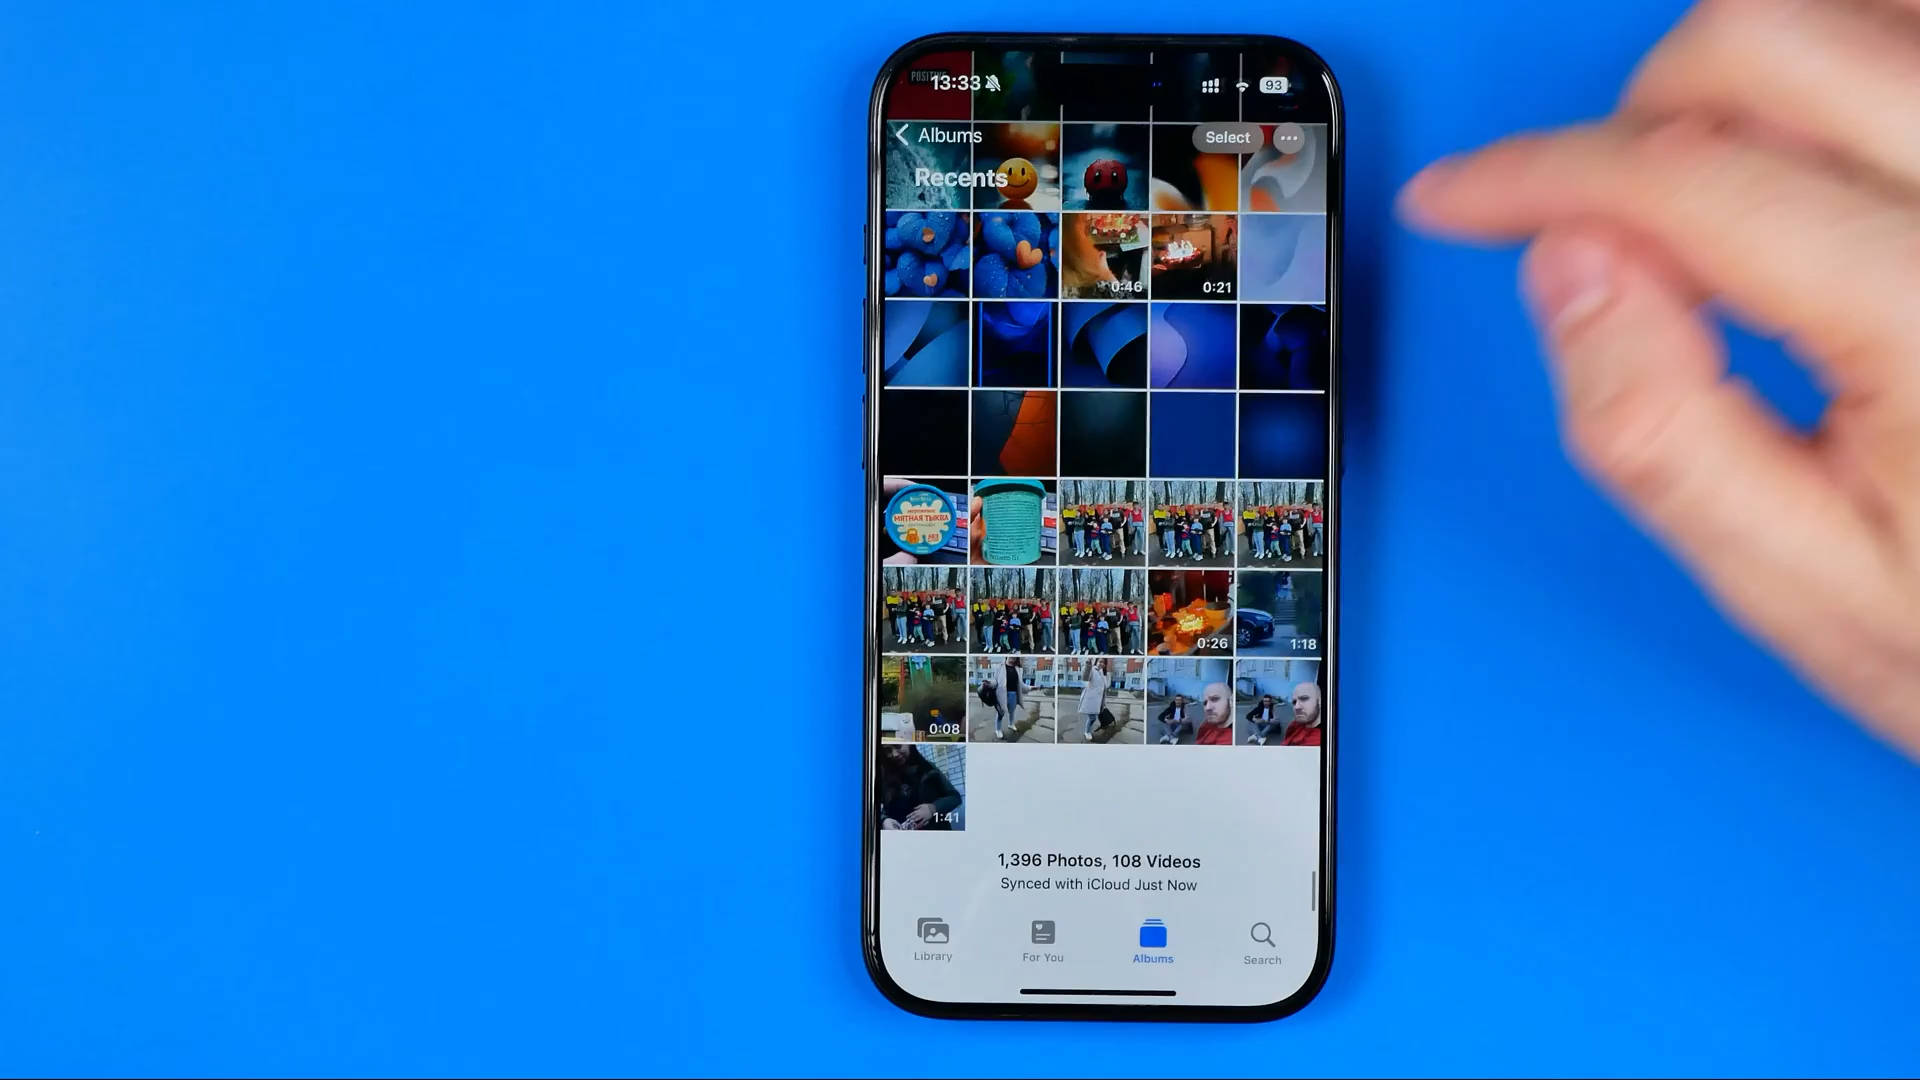 POSITIVE
13:33
93
Albums
Select
Recents
0:46
0:21
МЯТНАЯ ТЫКВА
0:26
1:18
0:08
1:41
1,396 Photos, 108 Videos
Synced with iCloud Just Now
Library
For You
Albums
Search